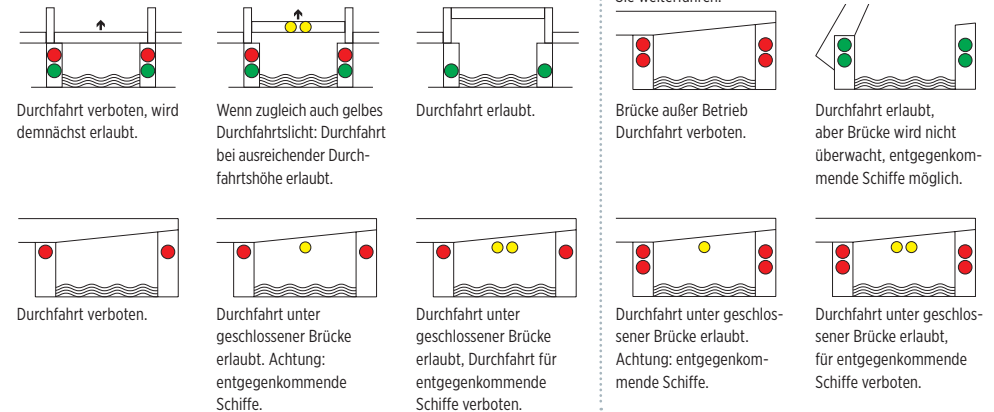 Sie weiterfahren.
Durchfahrt verboten, wird
demnächst erlaubt.
Wenn zugleich auch gelbes
Durchfahrtslicht: Durchfahrt
bei ausreichender Durch-
fahrtshöhe erlaubt.
Durchfahrt erlaubt.
Brücke außer Betrieb
Durchfahrt verboten.
Durchfahrt erlaubt,
aber Brücke wird nicht
überwacht, entgegenkom-
mende Schiffe möglich.
Durchfahrt verboten.
Durchfahrt unter
geschlossener Brücke
erlaubt. Achtung:
entgegenkommende
Schiffe.
Durchfahrt unter
geschlossener Brücke
erlaubt, Durchfahrt für
entgegenkommende
Schiffe verboten.
Durchfahrt unter geschlos-
sener Brücke erlaubt.
Achtung: entgegenkom-
mende Schiffe.
Durchfahrt unter geschlos-
sener Brücke erlaubt,
für entgegenkommende
Schiffe verboten.